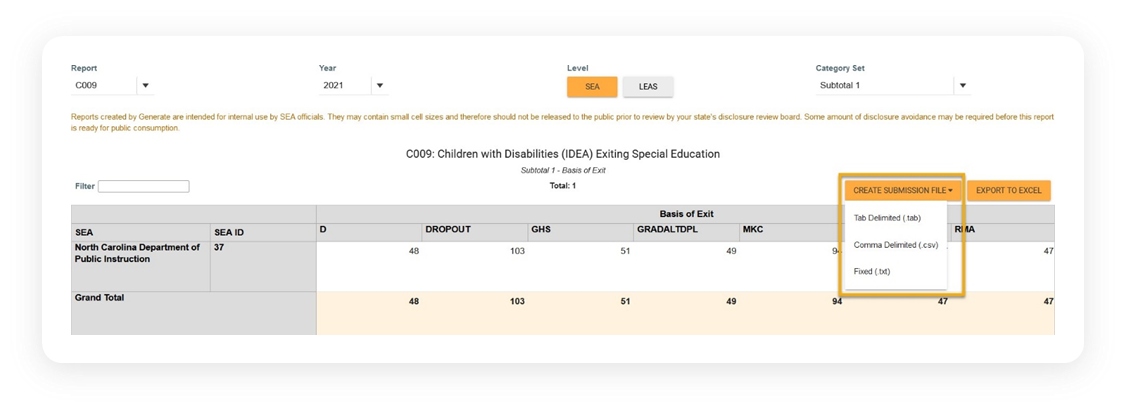 Report
Year
Level
Category Set
C009
2021
SEA
LEAS
Subtotal 1
Reports created by Generate are intended for internal use by SEA officials. They may contain small cell sizes and therefore should not be released to the public prior to review by your state's disclosure review board. Some amount of disclosure avoidance may be required before this report
is ready for public consumption.
C009: Children with Disabilities (IDEA) Exiting Special Education
Subtotal 1 - Basis of Exit
Filter
Total: 1
CREATE SUBMISSION FILE
EXPORT TO EXCEL
Tab Delimited (.tab)
Comma Delimited (.csv)
Fixed (.txt)
Basis of Exit
SEA SEA ID D DROPOUT GHS GRADALTDPL MKC RMA
North Carolina Department of 37 48 103 51 49 94 47
Public Instruction
Grand Total 48 103 51 49 94 47 47